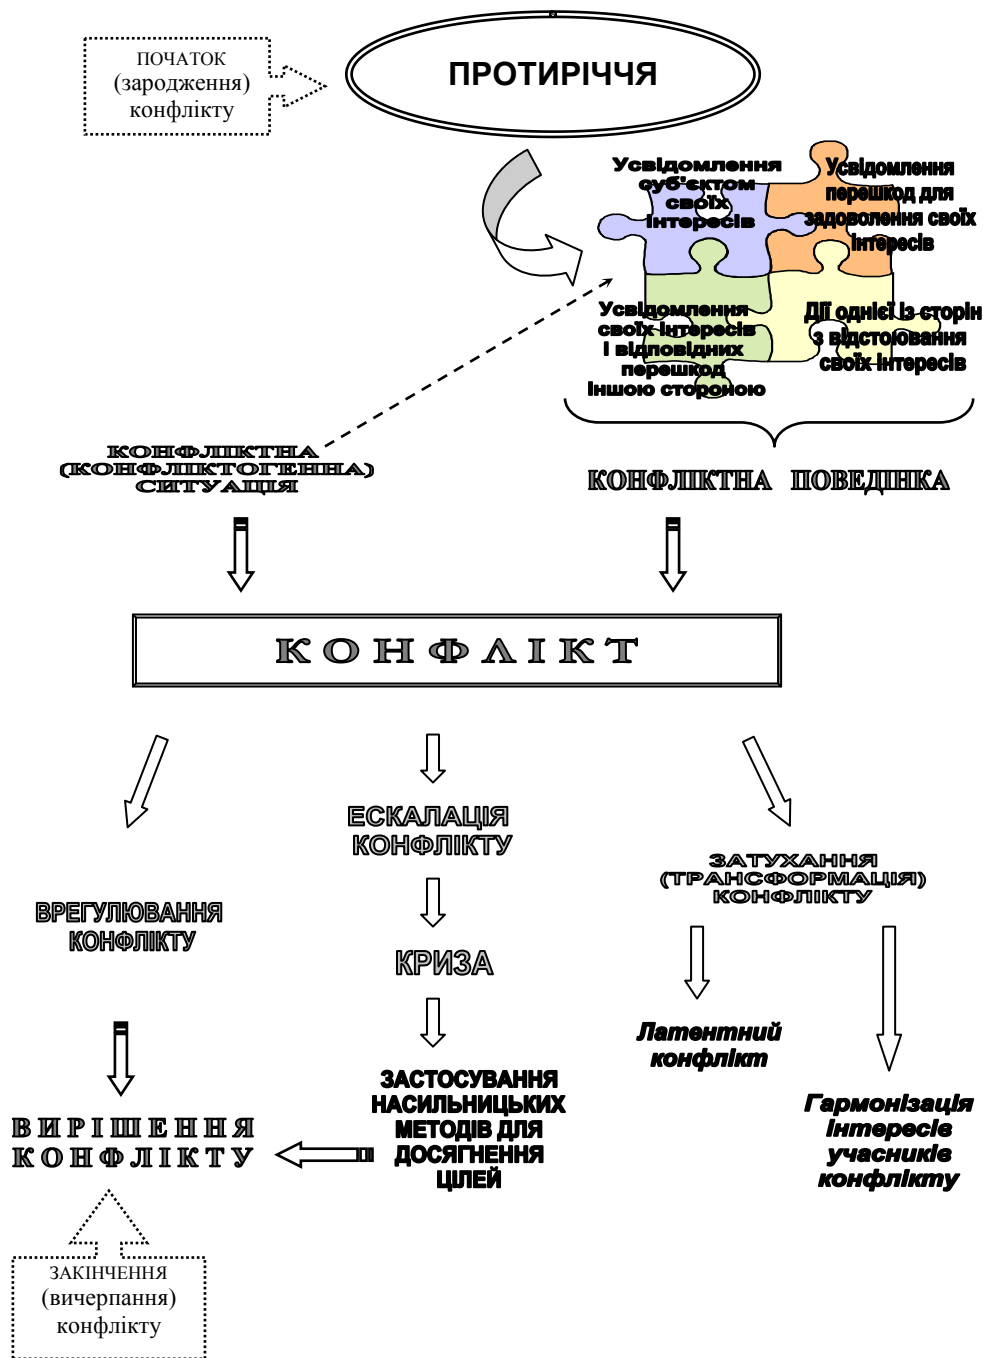 ПОЧАТОК
(зародження)
конфлікту
ПРОТИРІЧЧЯ
Усвідомлення
суб'єктом
своїх
інтересів
Усвідомлення
перешкод для
задоволення своїх
інтересів
Усвідомлення
своїх інтересів
і відповідних
перешкод
іншою стороною
Дії однієї із сторін
з відстоювання
своїх інтересів
КОНФЛІКТНА
(КОНФЛІКТОГЕННА)
СИТУАЦІЯ
КОНФЛІКТНА ПОВЕДІНКА
КОНФЛІКТ
ВРЕГУЛЮВАННЯ
КОНФЛІКТУ
ЕСКАЛАЦІЯ
КОНФЛІКТУ
ЗАТУХАННЯ
(ТРАНСФОРМАЦІЯ)
КОНФЛІКТУ
КРИЗА
Латентний
конфлікт
ВИРІШЕННЯ
КОНФЛІКТУ
ЗАСТОСУВАННЯ
НАСИЛЬНИЦЬКИХ
МЕТОДІВ ДЛЯ
ДОСЯГНЕННЯ
ЦІЛЕЙ
Гармонізація
інтересів
учасників
конфлікту
ЗАКІНЧЕННЯ
(вичерпання)
конфлікту